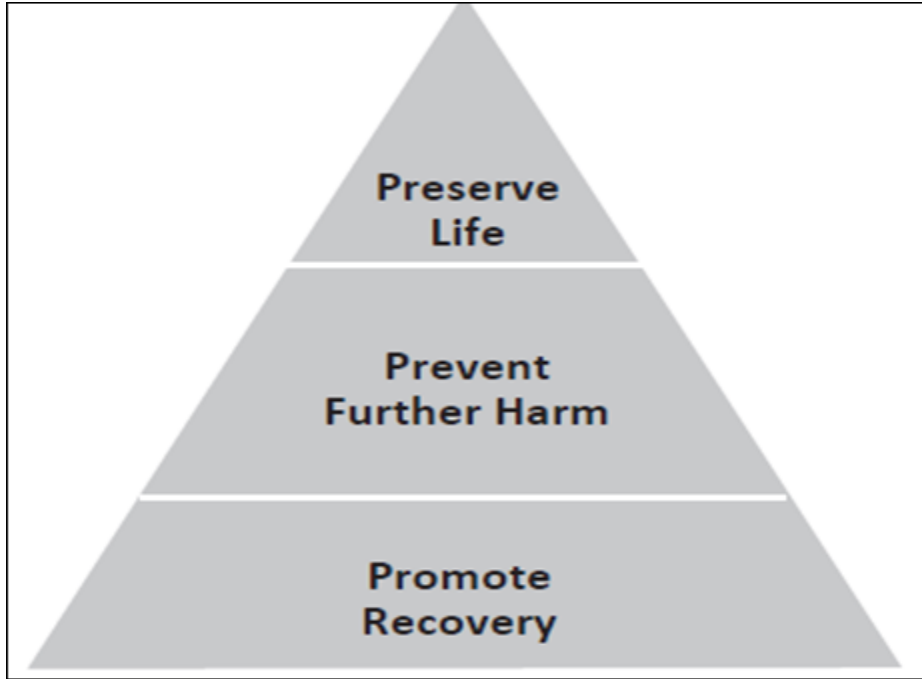 Preserve
Life
Prevent
Further Harm
Promote
Recovery